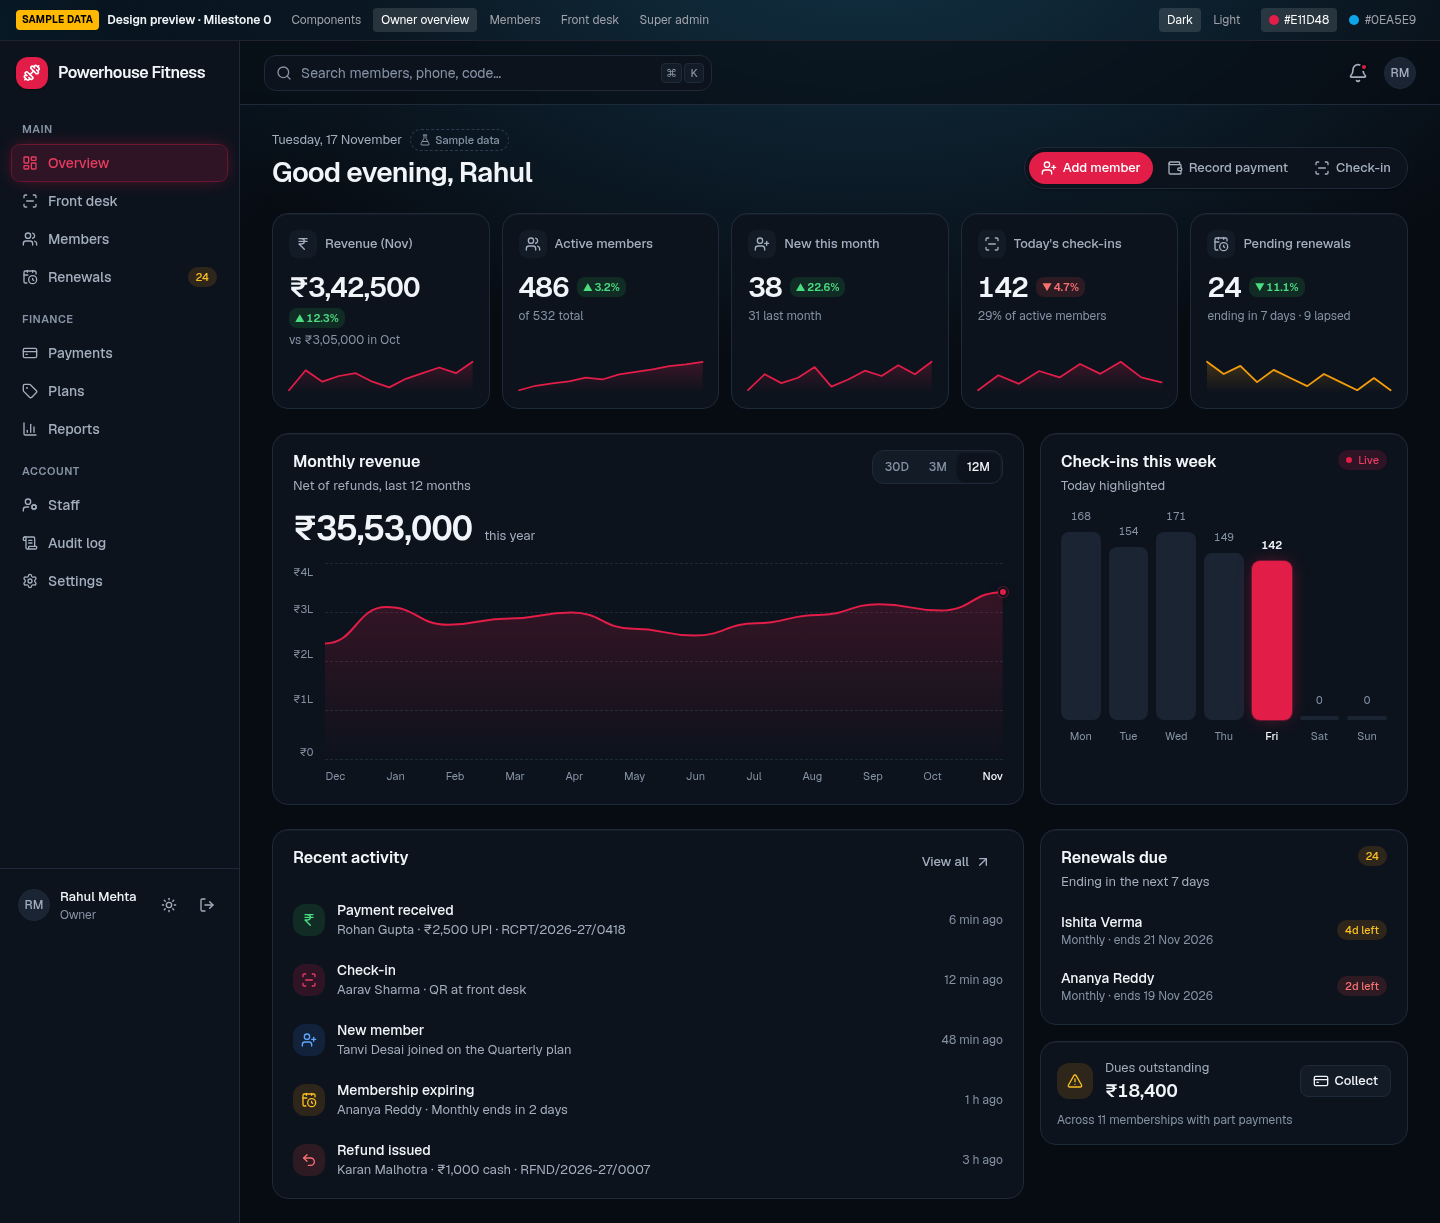 SAMPLE DATA Design preview · Milestone 0 Components Owner overview Members Front desk Super admin Dark Light #E11D48 #0EA5E9
Powerhouse Fitness
Search members, phone, code... ⌘ K
RM
MAIN
Overview
Front desk
Members
Renewals 24
FINANCE
Payments
Plans
Reports
ACCOUNT
Staff
Audit log
Settings
RM Rahul Mehta
Owner
Tuesday, 17 November Sample data
Good evening, Rahul
Add member Record payment Check-in
₹ Revenue (Nov)
₹3,42,500
▲12.3%
vs ₹3,05,000 in Oct
Active members
486 ▲3.2%
of 532 total
New this month
38 ▲22.6%
31 last month
Today's check-ins
142 ▼4.7%
29% of active members
Pending renewals
24 ▼11.1%
ending in 7 days · 9 lapsed
Monthly revenue
Net of refunds, last 12 months
30D 3M 12M
₹35,53,000 this year
₹4L
₹3L
₹2L
₹1L
₹0
Dec Jan Feb Mar Apr May Jun Jul Aug Sep Oct Nov
Check-ins this week
Live
Today highlighted
168 154 171 149 142 0 0
Mon Tue Wed Thu Fri Sat Sun
Recent activity
View all
₹ Payment received
Rohan Gupta · ₹2,500 UPI · RCPT/2026-27/0418
6 min ago
Check-in
Aarav Sharma · QR at front desk
12 min ago
New member
Tanvi Desai joined on the Quarterly plan
48 min ago
Membership expiring
Ananya Reddy · Monthly ends in 2 days
1 h ago
Refund issued
Karan Malhotra · ₹1,000 cash · RFND/2026-27/0007
3 h ago
Renewals due
24
Ending in the next 7 days
Ishita Verma
Monthly · ends 21 Nov 2026
4d left
Ananya Reddy
Monthly · ends 19 Nov 2026
2d left
Dues outstanding
₹18,400
Collect
Across 11 memberships with part payments